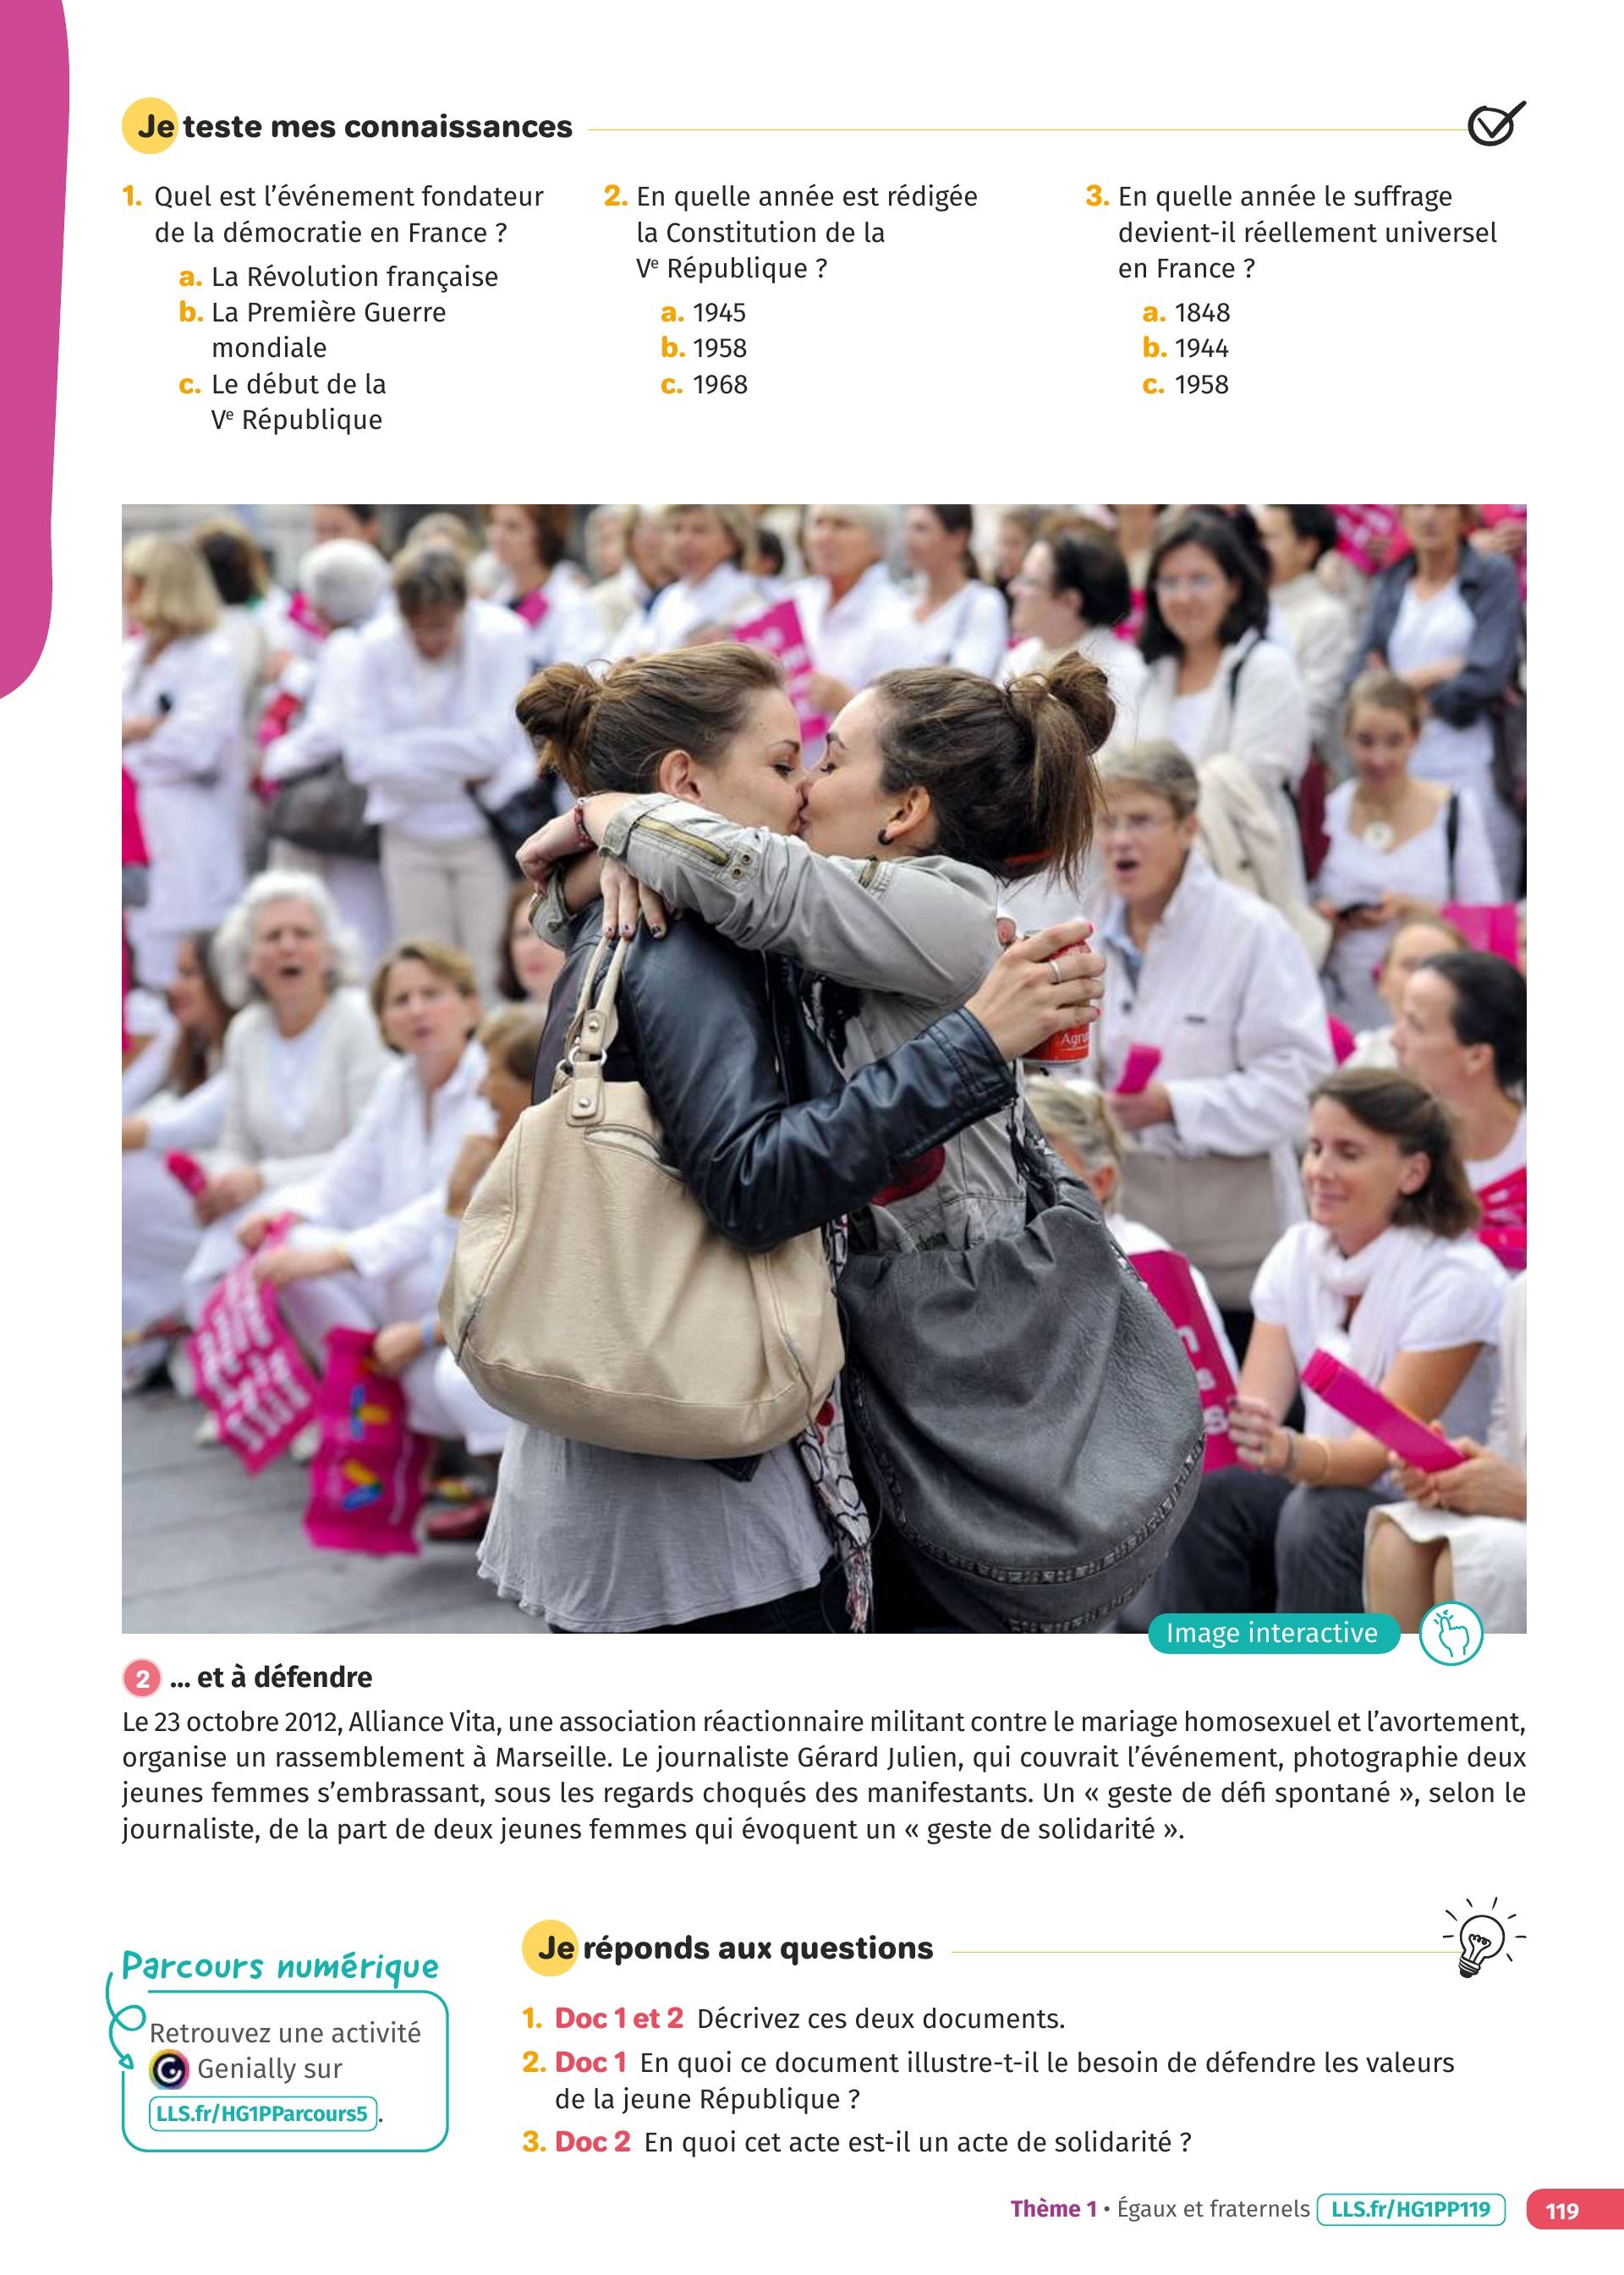 Je teste mes connaissances
1. Quel est l'événement fondateur
de la démocratie en France ?
a. La Révolution française
b. La Première Guerre
mondiale
c. Le début de la
Ve République
2. En quelle année est rédigée
la Constitution de la
Ve République ?
a. 1945
b. 1958
c. 1968
3. En quelle année le suffrage
devient-il réellement universel
en France ?
a. 1848
b. 1944
c. 1958
Agru
Image interactive
2 ... et à défendre
Le 23 octobre 2012, Alliance Vita, une association réactionnaire militant contre le mariage homosexuel et l'avortement,
organise un rassemblement à Marseille. Le journaliste Gérard Julien, qui couvrait l'événement, photographie deux
jeunes femmes s'embrassant, sous les regards choqués des manifestants. Un « geste de défi spontané », selon le
journaliste, de la part de deux jeunes femmes qui évoquent un « geste de solidarité ».
Parcours numérique
Retrouvez une activité
Genially sur
LLS.fr/HG1PParcours5.
Je réponds aux questions
1. Doc 1 et 2 Décrivez ces deux documents.
2. Doc 1 En quoi ce document illustre-t-il le besoin de défendre les valeurs
de la jeune République ?
3. Doc 2 En quoi cet acte est-il un acte de solidarité ?
Thème 1 • Égaux et fraternels LLS.fr/HG1PP119
119